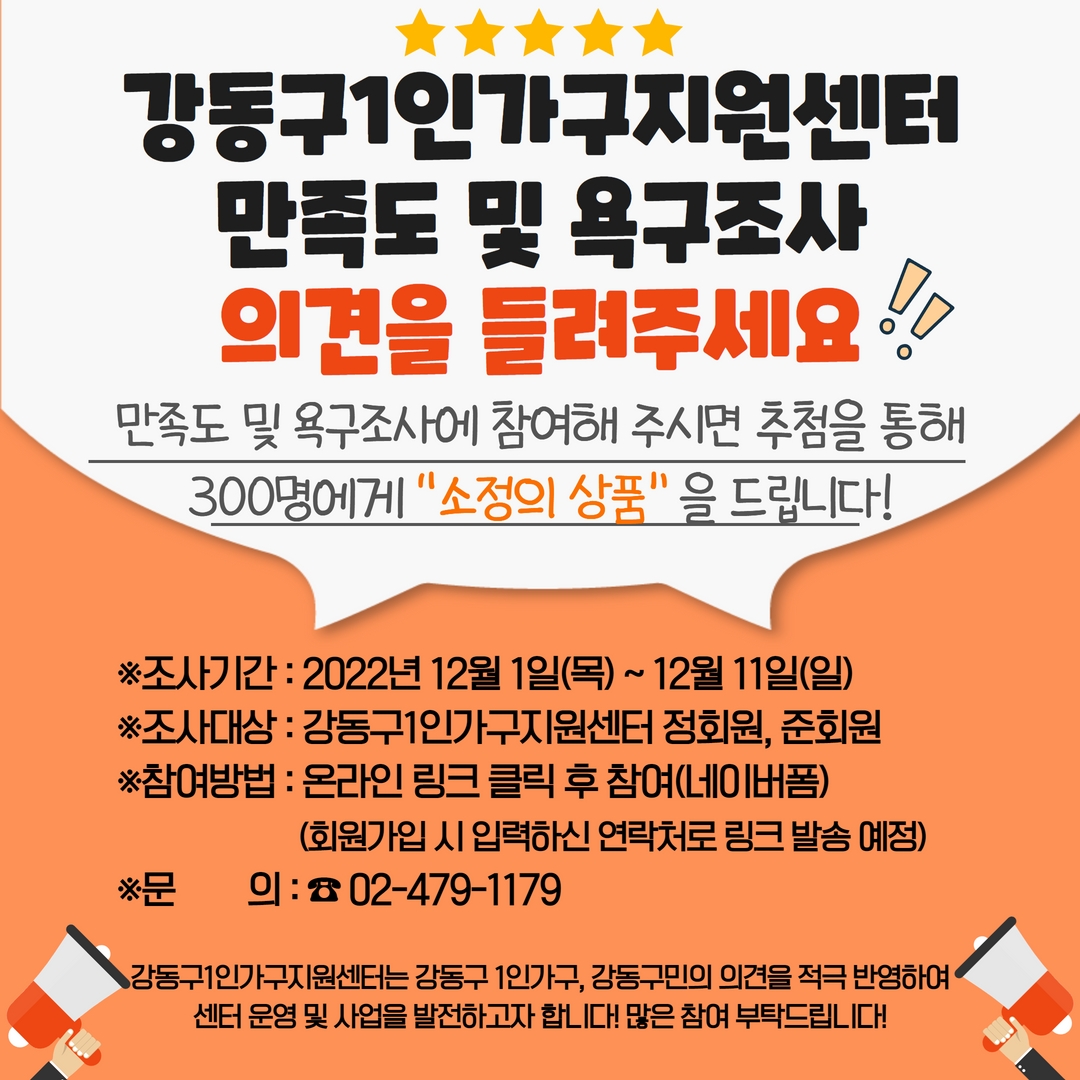 강동구1인가구지원센터
만족도 및 욕구조사
의견을 들려주세요!!
만족도 및 욕구조사에 참여해 주시면 추첨을 통해
300명에게 "소정의 상품" 을 드립니다!
※조사기간 : 2022년 12월 1일(목) ~ 12월 11일(일)
※조사대상 : 강동구1인가구지원센터 정회원, 준회원
※참여방법 : 온라인 링크 클릭 후 참여(네이버폼)
(회원가입 시 입력하신 연락처로 링크 발송 예정)
※문 의 : ☎ 02-479-1179
강동구1인가구지원센터는 강동구 1인가구, 강동구민의 의견을 적극 반영하여
센터 운영 및 사업을 발전하고자 합니다! 많은 참여 부탁드립니다!